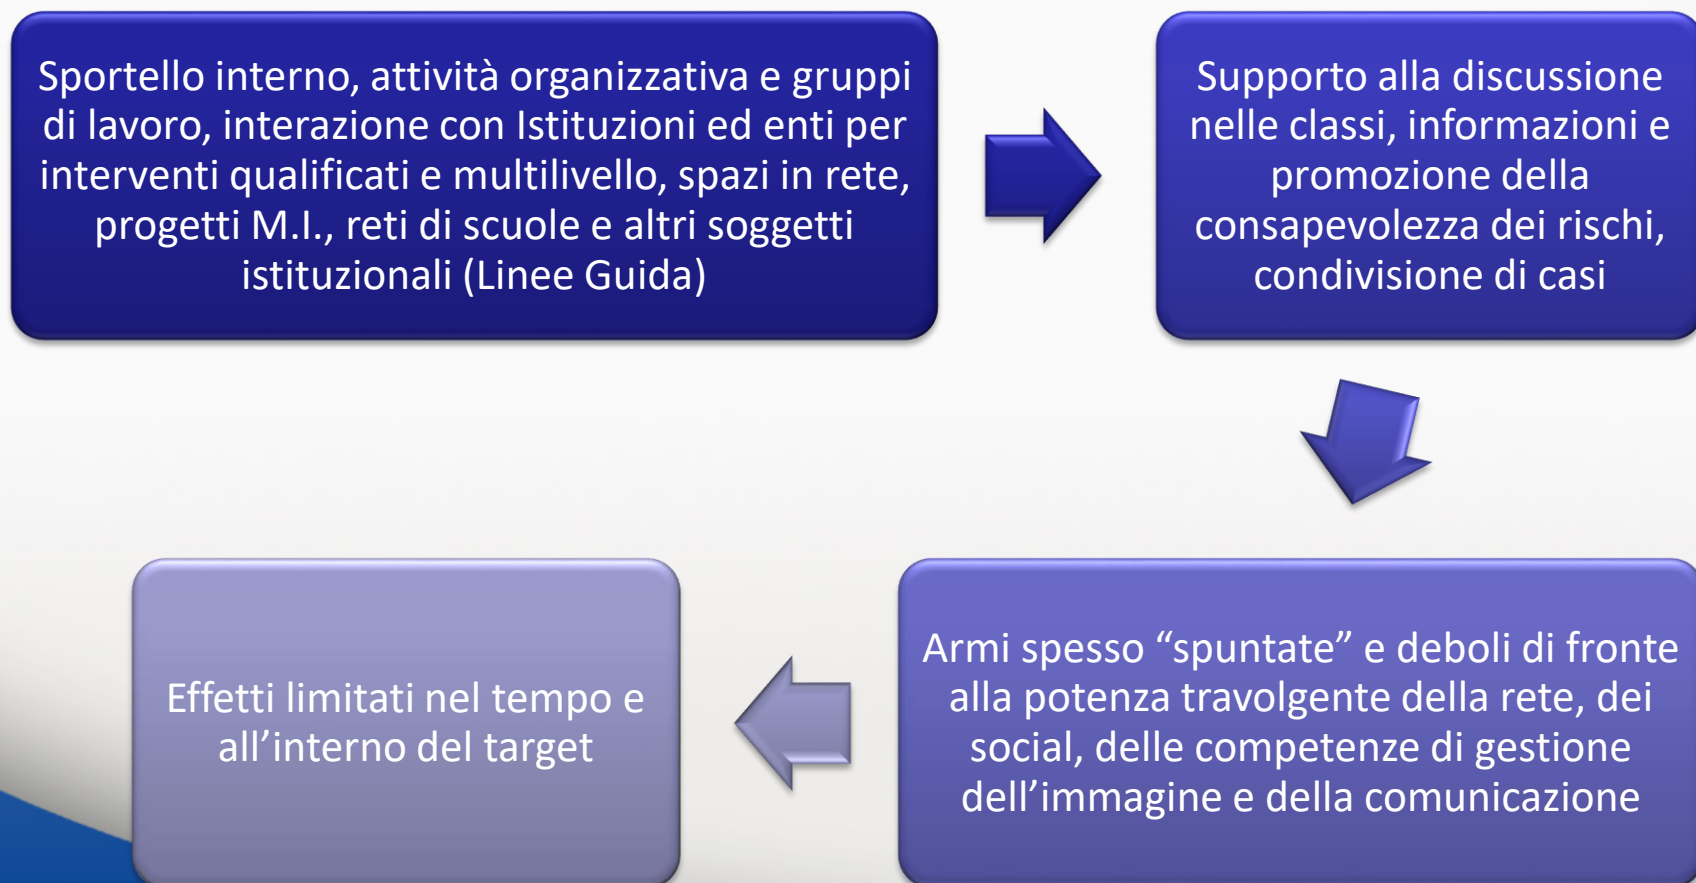 Sportello interno, attività organizzativa e gruppi
di lavoro, interazione con Istituzioni ed enti per
interventi qualificati e multilivello, spazi in rete,
progetti M.I., reti di scuole e altri soggetti
istituzionali (Linee Guida)
Supporto alla discussione
nelle classi, informazioni e
promozione della
consapevolezza dei rischi,
condivisione di casi
Armi spesso “spuntate” e deboli di fronte
alla potenza travolgente della rete, dei
social, delle competenze di gestione
dell’immagine e della comunicazione
Effetti limitati nel tempo e
all’interno del target